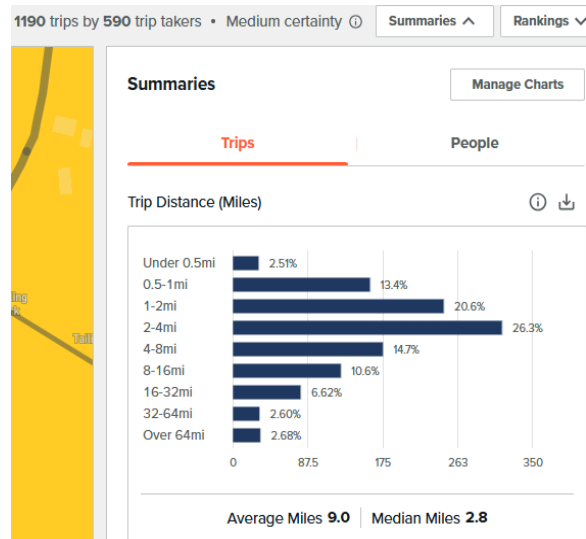 1190 trips by 590 trip takers • Medium certainty
Summaries
Rankings
Summaries
Manage Charts
Trips
People
Trip Distance (Miles)
Under 0.5mi 2.51%
0.5-1mi 13.4%
1-2mi 20.6%
2-4mi 26.3%
4-8mi 14.7%
8-16mi 10.6%
16-32mi 6.62%
32-64mi 2.60%
Over 64mi 2.68%
0 87.5 175 263 350
Average Miles 9.0 Median Miles 2.8